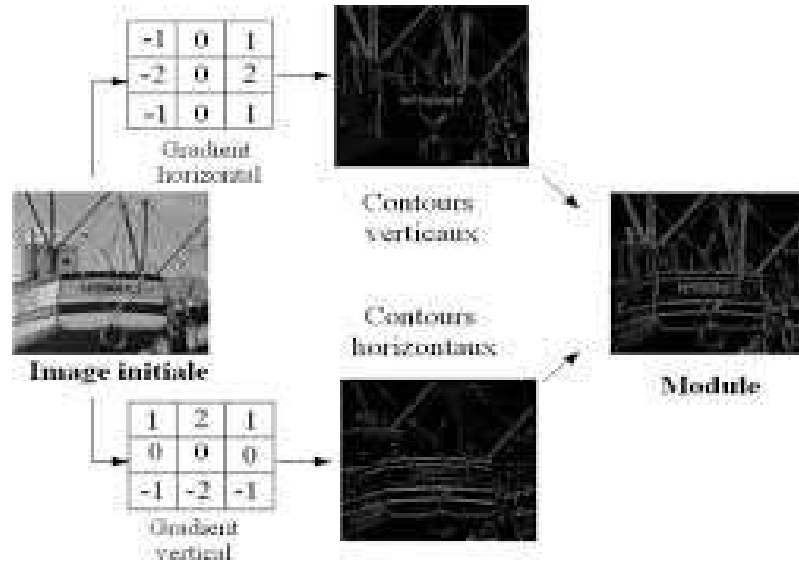 -1 0 1
-2 0 2
-1 0 1
Gradient
horizontal
Contours
verticaux
Image initiale
Contours
horizontaux
Module
1 2 1
0 0 0
-1 -2 -1
Gradient
vertical